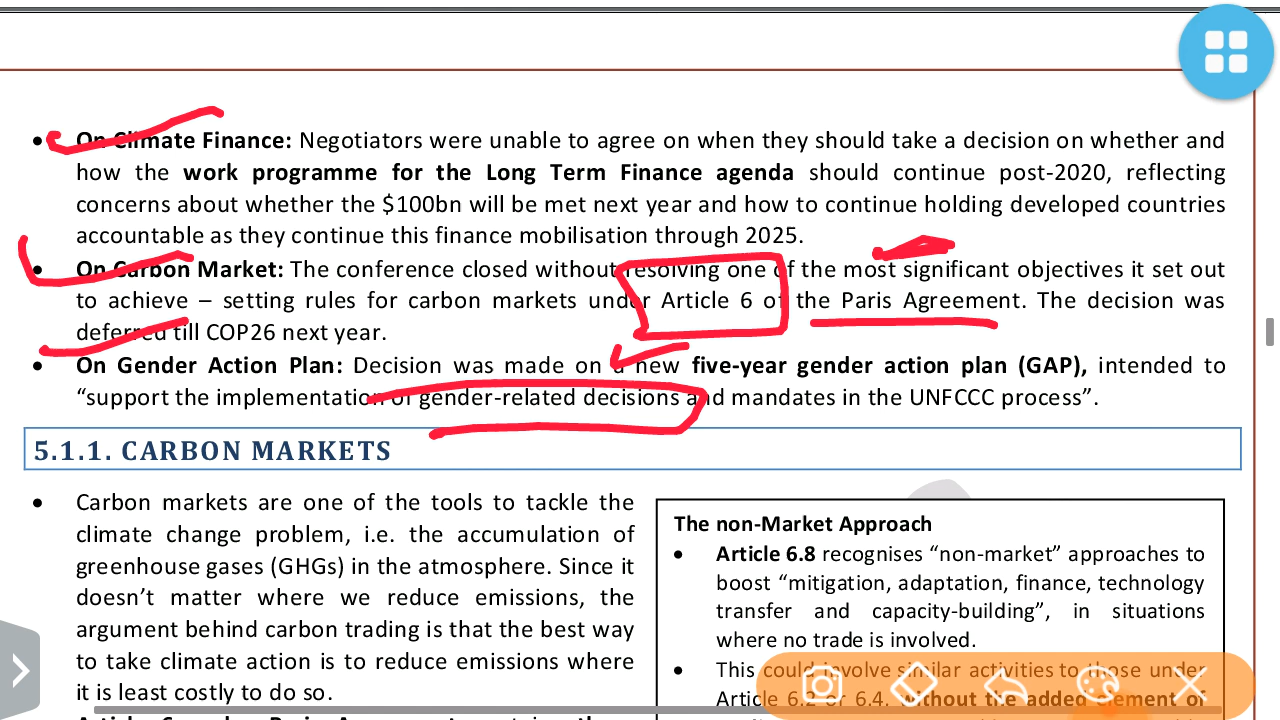 • On Climate Finance: Negotiators were unable to agree on when they should take a decision on whether and
how the work programme for the Long Term Finance agenda should continue post-2020, reflecting
concerns about whether the $100bn will be met next year and how to continue holding developed countries
accountable as they continue this finance mobilisation through 2025.
• On Carbon Market: The conference closed without resolving one of the most significant objectives it set out
to achieve – setting rules for carbon markets under Article 6 of the Paris Agreement. The decision was
deferred till COP26 next year.
• On Gender Action Plan: Decision was made on a new five-year gender action plan (GAP), intended to
“support the implementation of gender-related decisions and mandates in the UNFCCC process”.
5.1.1. CARBON MARKETS
• Carbon markets are one of the tools to tackle the
climate change problem, i.e. the accumulation of
greenhouse gases (GHGs) in the atmosphere. Since it
doesn’t matter where we reduce emissions, the
argument behind carbon trading is that the best way
to take climate action is to reduce emissions where
it is least costly to do so.
The non-Market Approach
• Article 6.8 recognises “non-market” approaches to
boost “mitigation, adaptation, finance, technology
transfer and capacity-building”, in situations
where no trade is involved.
• This could involve similar activities to those under
Article 6.2 or 6.4, without the added element of